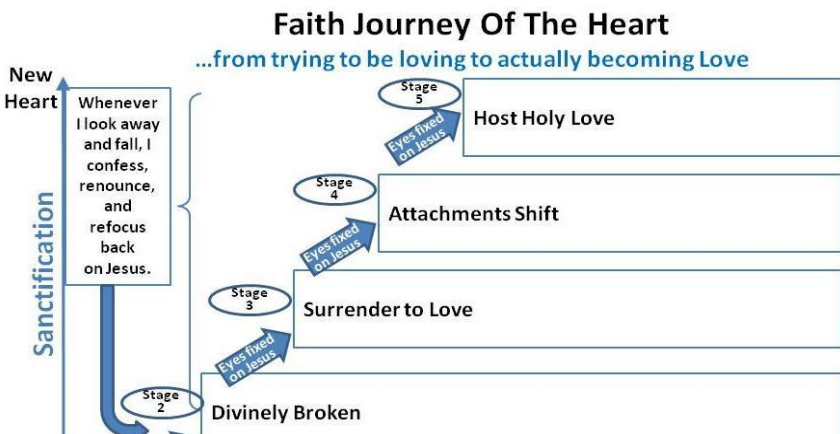 Faith Journey Of The Heart
...from trying to be loving to actually becoming Love
New
Heart
Whenever
I look away
and fall, I
confess,
renounce,
and
refocus
back
on Jesus.
Sanctification
Stage
5
Host Holy Love
Eyes fixed
on Jesus
Stage
4
Attachments Shift
Eyes fixed
on Jesus
Stage
3
Surrender to Love
Eyes fixed
on Jesus
Stage
2
Divinely Broken